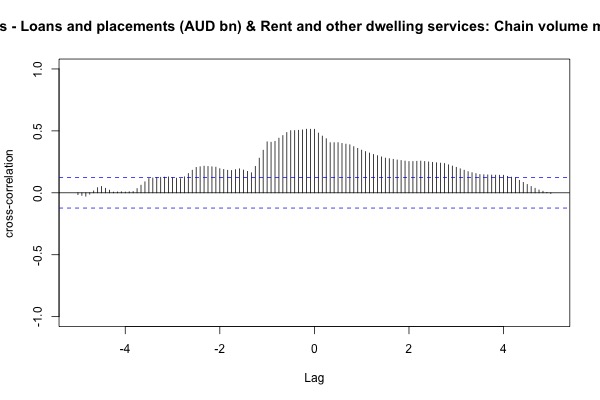 s - Loans and placements (AUD bn) & Rent and other dwelling services: Chain volume m
1.0
0.5
0.0
-0.5
-1.0
cross-correlation
-4 -2 0 2 4
Lag